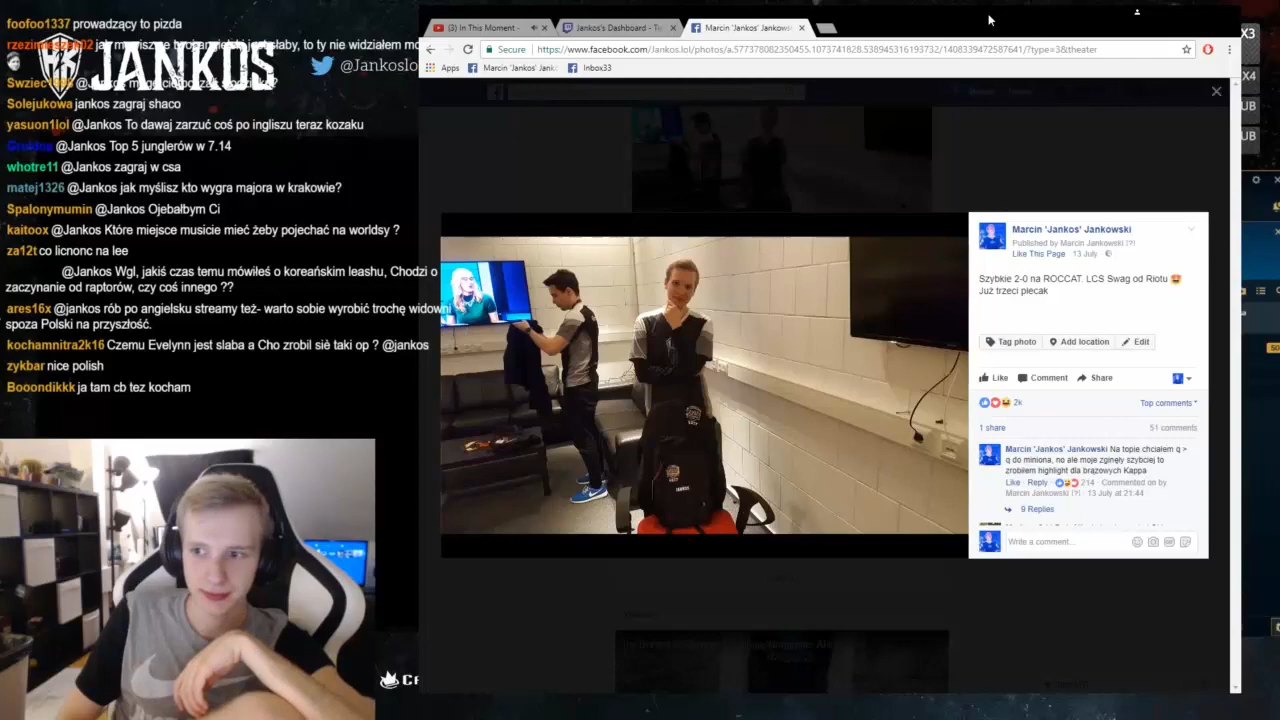 foofoo1337 prowadzący to pizda
JANKOS
@Jankoslo
@Jankos
Solejukowa jankos zagraj shaco
yasuon1lol @Jankos To dawaj zarzuć coś po ingliszu teraz kozaku
@Jankos Top 5 junglerów w 7.14
whotre11 @Jankos zagraj w csa
matej1326 @Jankos jak myślisz kto wygra majora w krakowie?
Spalonymumin @Jankos Ojebałbym Ci
kaitoox @Jankos Które miejsce musicie mieć żeby pojechać na worldsy ?
za12t co licnonc na lee
@Jankos Wgl, jakiś czas temu mówiłeś o koreańskim leashu, Chodzi o
zaczynanie od raptorów, czy coś innego ??
ares16x @jankos rób po angielsku streamy też- warto sobie wyrobić trochę widowni
spoza Polski na przyszłość.
kochamnitra2k16 Czemu Evelynn jest slaba a Cho zrobil siè taki op ? @jankos
zykbar nice polish
Booondikkk ja tam cb tez kocham
(3) In This Moment -
Jankos's Dashboard - Tw
Marcin 'Jankos' Jankows
Secure https://www.facebook.com/Jankos.lol/photos/a.577378082350455.1073741828.538945316193732/1408339472587641/?type=3&theater
Apps Marcin 'Jankos' Jank Inbox33
X3
X4
UB
UB
Marcin 'Jankos' Jankowski
Published by Marcin Jankowski [?]
Like This Page 13 July
Szybkie 2-0 na ROCCAT. LCS Swag od Riotu
Już trzeci plecak
Tag photo Add location Edit
Like Comment Share
2k Top comments
1 share 51 comments
Marcin 'Jankos' Jankowski Na topie chciałem q >
q do miniona, no ale moje zginęły szybciej to
zrobiłem highlight dla brązowych Kappa
Like Reply 214 Commented on by
Marcin Jankowski [?] 13 July at 21:44
9 Replies
Write a comment...
JANKOS